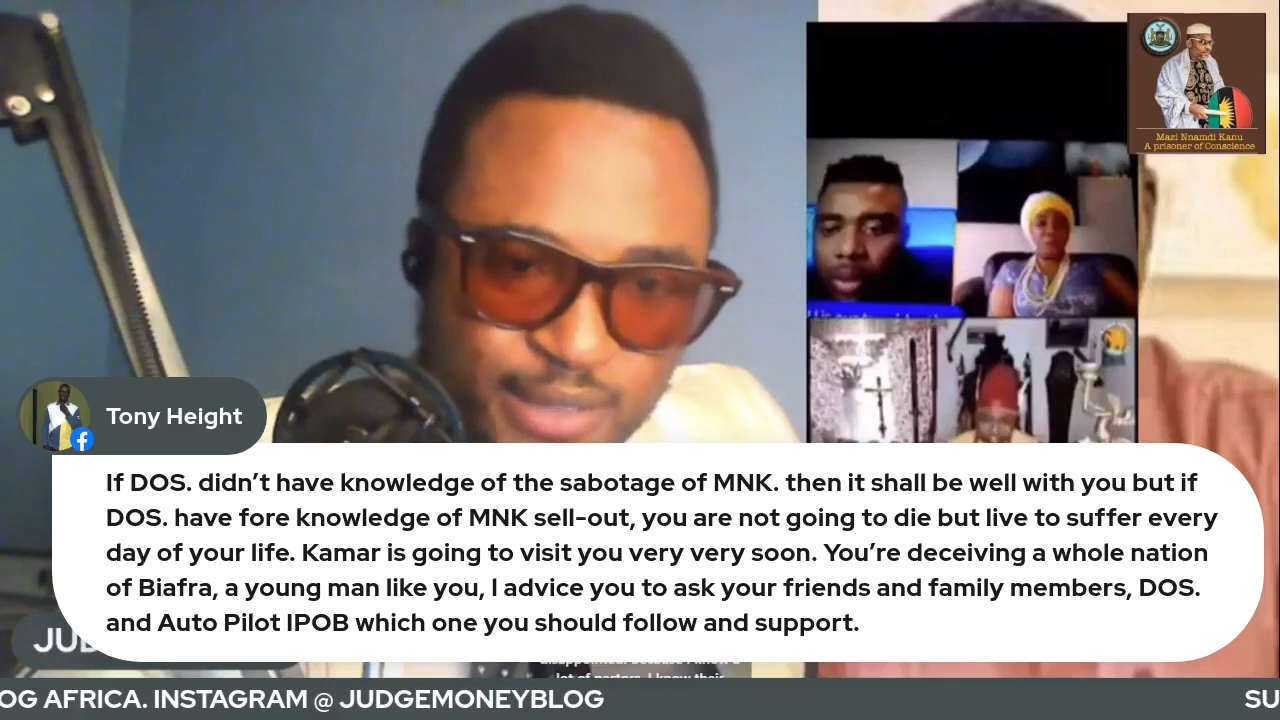 Mazi Nnamdi Kanu
A prisoner of Conscience
Tony Height
If DOS. didn’t have knowledge of the sabotage of MNK. then it shall be well with you but if
DOS. have fore knowledge of MNK sell-out, you are not going to die but live to suffer every
day of your life. Kamar is going to visit you very very soon. You’re deceiving a whole nation
of Biafra, a young man like you, I advice you to ask your friends and family members, DOS.
and Auto Pilot IPOB which one you should follow and support.
OG AFRICA. INSTAGRAM @ JUDGEMONEYBLOG
SU